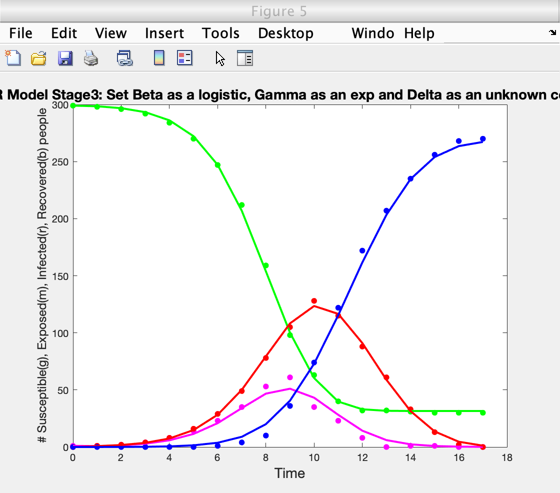 Figure 5
File Edit View Insert Tools Desktop Windo Help
R Model Stage3: Set Beta as a logistic, Gamma as an exp and Delta as an unknown co
# Susceptible(g), Exposed(m), Infected(r), Recovered(b) people
300
250
200
150
100
50
0
0 2 4 6 8 10 12 14 16 18
Time